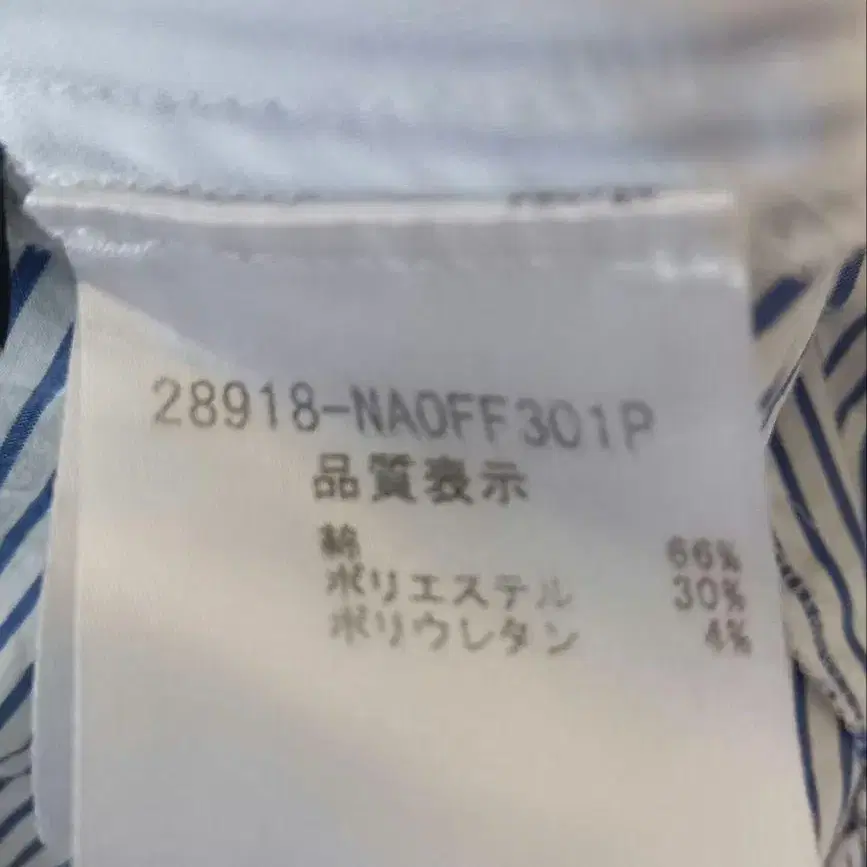 28918-NA0FF301P
品質表示
綿 66%
ポリエステル 30%
ポリウレタン 4%